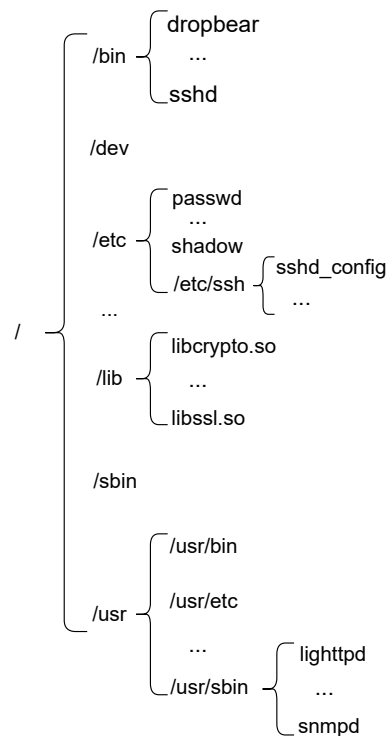 dropbear
/bin
...
sshd
/dev
passwd
...
/etc
shadow
/etc/ssh
sshd_config
...
...
/
libcrypto.so
/lib
...
libssl.so
/sbin
/usr/bin
/usr/etc
/usr
...
/usr/sbin
lighttpd
...
snmpd